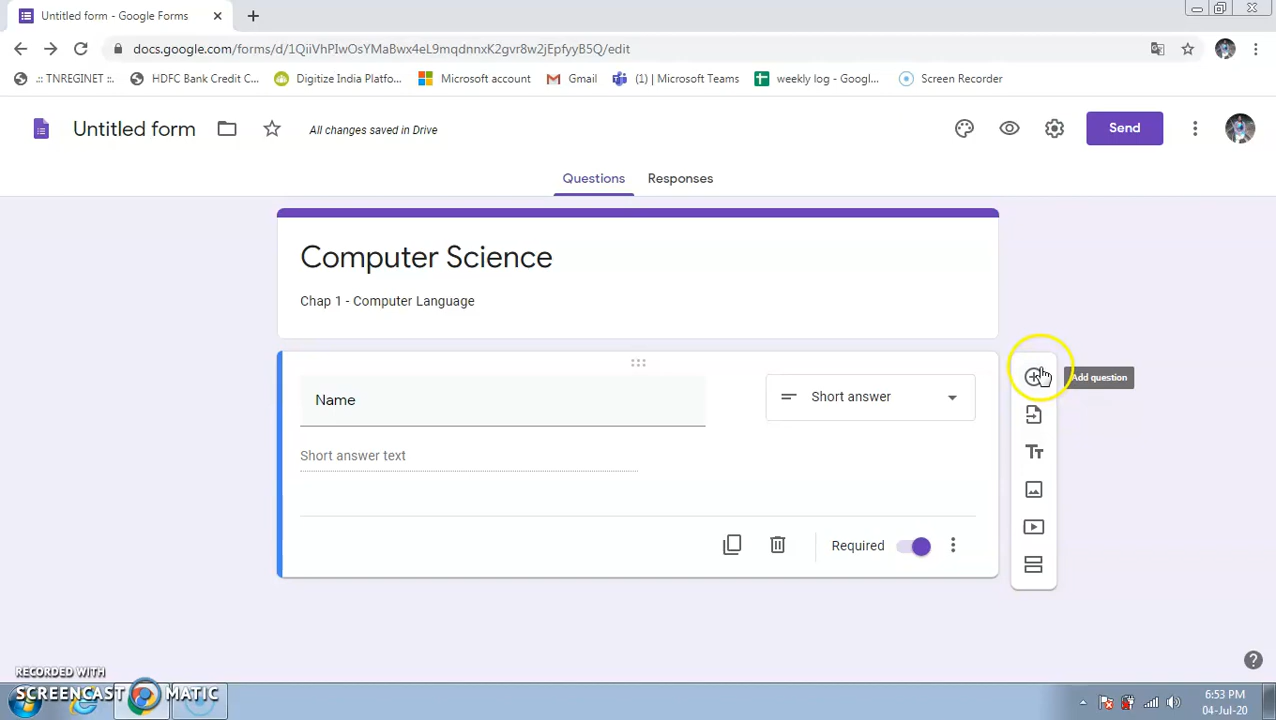 Untitled form - Google Forms
docs.google.com/forms/d/1QiiVhPIwOsYMaBwx4eL9mqdnnxK2gvr8w2jEpfyyB5Q/edit
.:: TNREGINET ::.
HDFC Bank Credit C...
Digitize India Platfo...
Microsoft account
Gmail
(1) | Microsoft Teams
weekly log - Googl...
Screen Recorder
Untitled form
All changes saved in Drive
Send
Questions
Responses
Computer Science
Chap 1 - Computer Language
Name
Short answer
Add question
Short answer text
Required
RECORDED WITH
SCREENCAST MATIC
6:53 PM
04-Jul-20